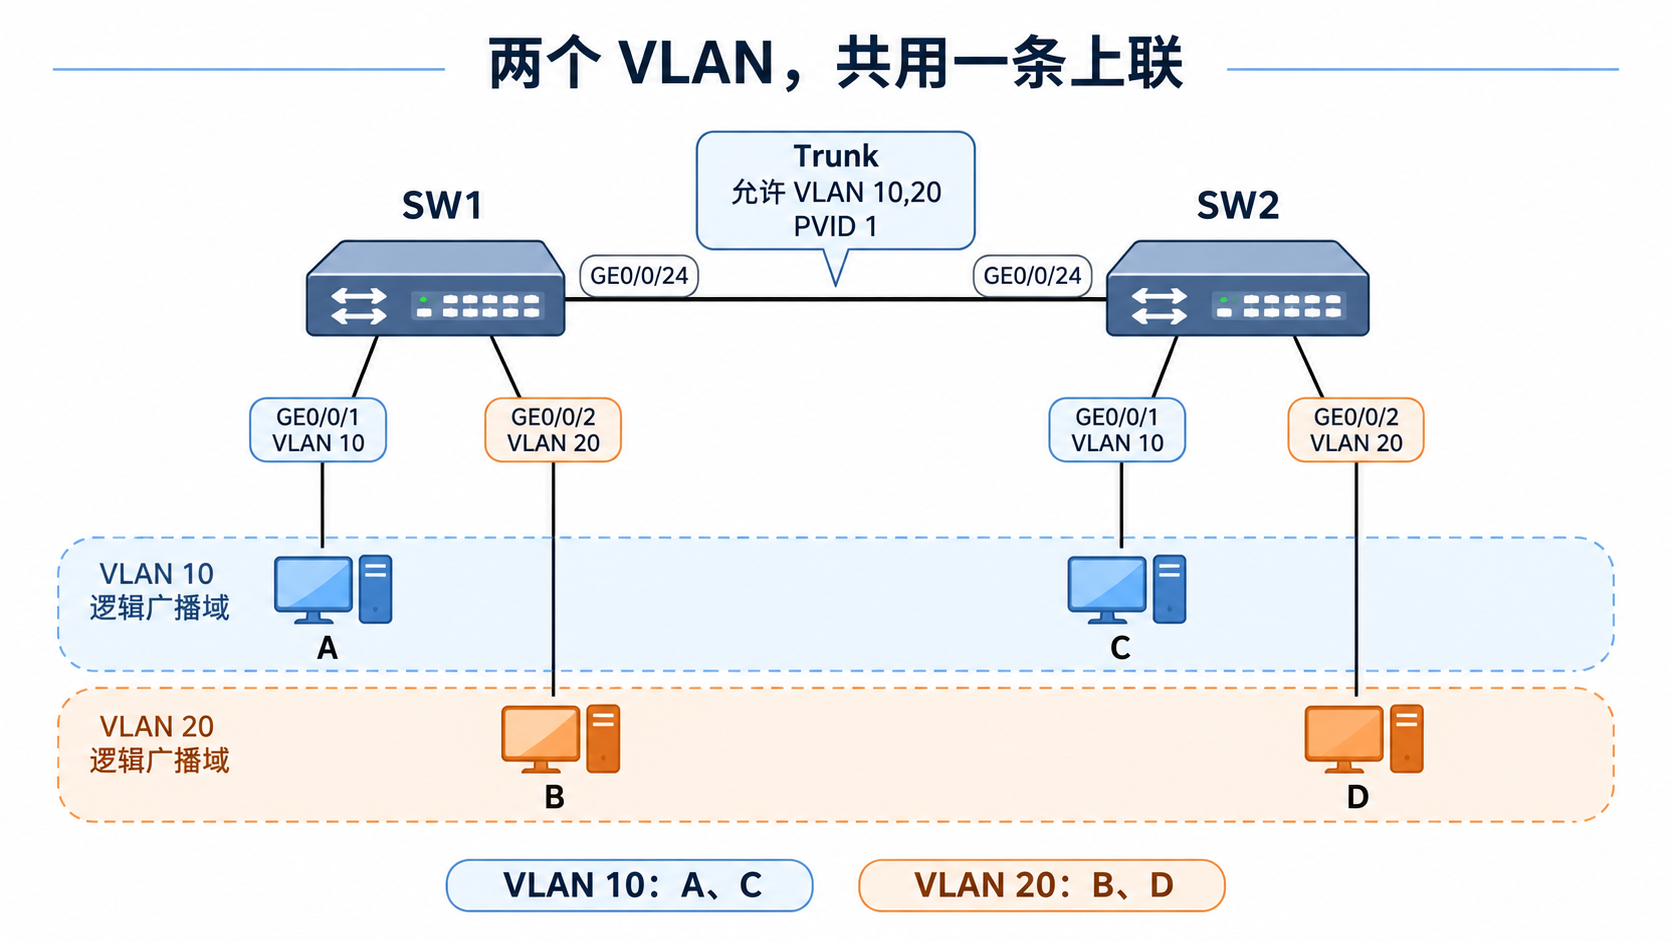 两个 VLAN，共用一条上联
Trunk
允许 VLAN 10,20
PVID 1
SW1
SW2
GE0/0/24
GE0/0/24
GE0/0/1
VLAN 10
GE0/0/2
VLAN 20
GE0/0/1
VLAN 10
GE0/0/2
VLAN 20
VLAN 10
逻辑广播域
A
C
VLAN 20
逻辑广播域
B
D
VLAN 10：A、C
VLAN 20：B、D